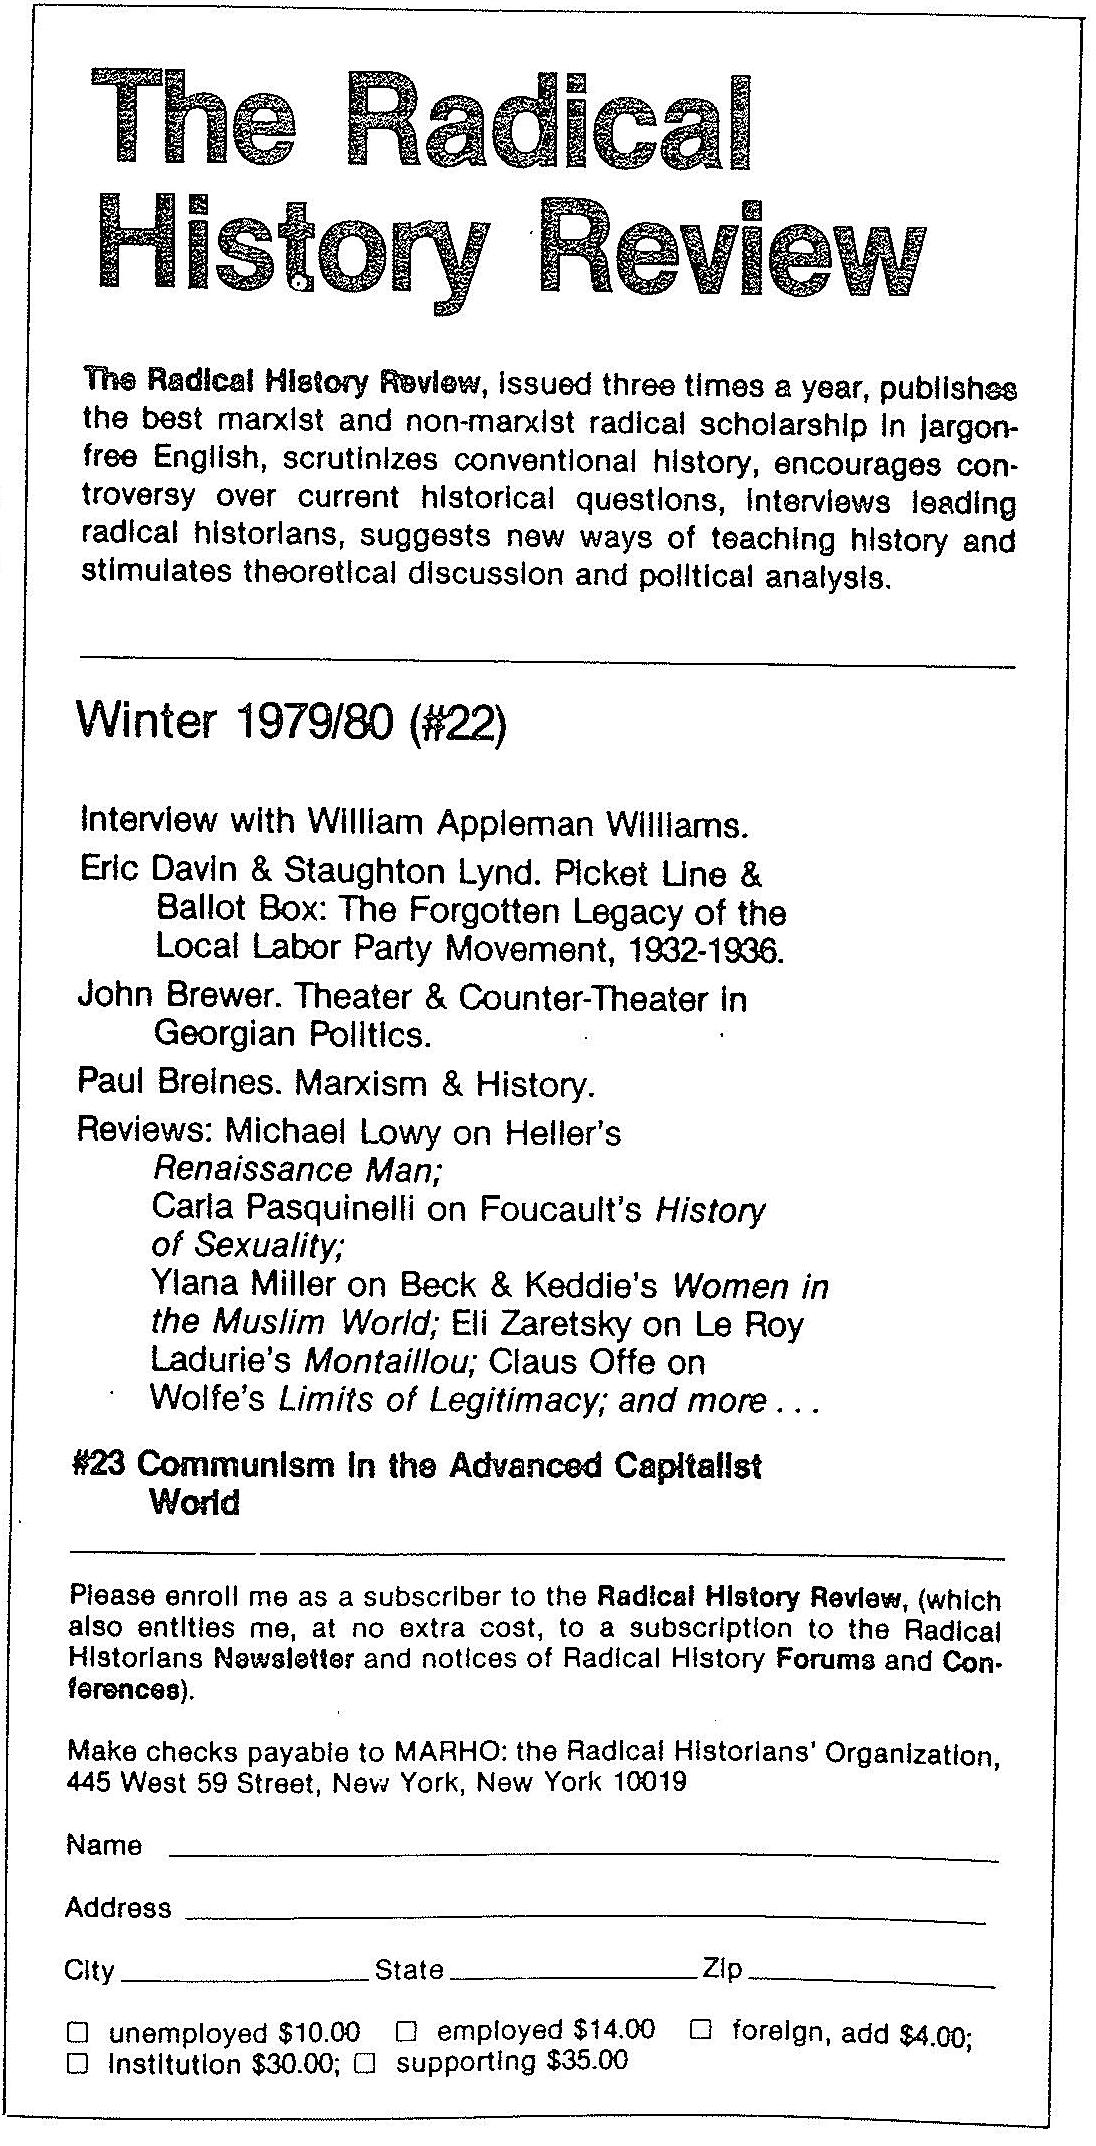 The Radical
History Review
The Radical History Review, issued three times a year, publishes
the best marxist and non-marxist radical scholarship in jargon-
free English, scrutinizes conventional history, encourages con-
troversy over current historical questions, interviews leading
radical historians, suggests new ways of teaching history and
stimulates theoretical discussion and political analysis.
Winter 1979/80 (#22)
Interview with William Appleman Williams.
Eric Davin & Staughton Lynd. Picket Line &
Ballot Box: The Forgotten Legacy of the
Local Labor Party Movement, 1932-1936.
John Brewer. Theater & Counter-Theater in
Georgian Politics.
Paul Breines. Marxism & History.
Reviews: Michael Lowy on Heller's
Renaissance Man;
Carla Pasquinelli on Foucault's History
of Sexuality;
Ylana Miller on Beck & Keddie's Women in
the Muslim World; Eli Zaretsky on Le Roy
Ladurie's Montaillou; Claus Offe on
Wolfe's Limits of Legitimacy; and more . . .
#23 Communism in the Advanced Capitalist
World
Please enroll me as a subscriber to the Radical History Review, (which
also entitles me, at no extra cost, to a subscription to the Radical
Historians Newsletter and notices of Radical History Forums and Con-
ferences).
Make checks payable to MARHO: the Radical Historians' Organization,
445 West 59 Street, New York, New York 10019
Name
Address
City State Zip
☐ unemployed $10.00 ☐ employed $14.00 ☐ foreign, add $4.00;
☐ Institution $30.00; ☐ supporting $35.00